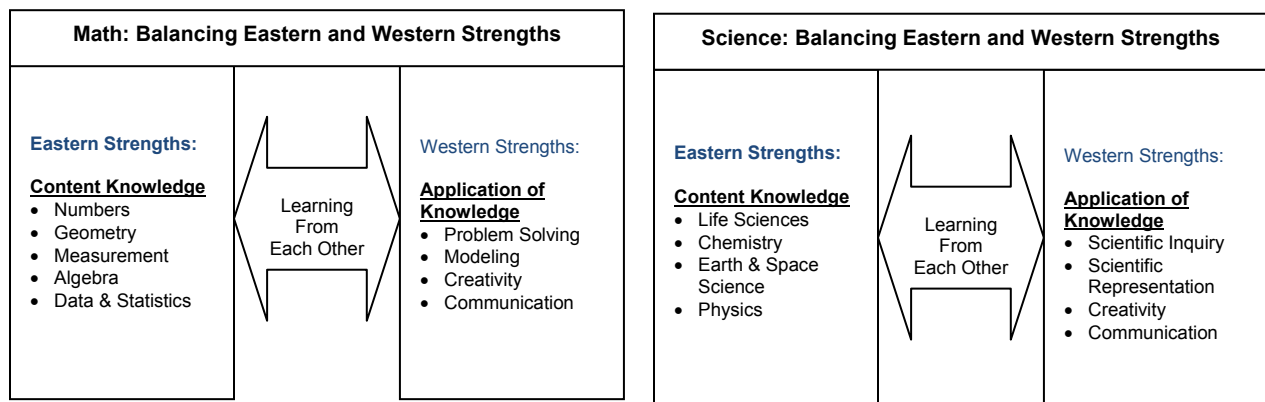 Math: Balancing Eastern and Western Strengths
Eastern Strengths:
Content Knowledge
• Numbers
• Geometry
• Measurement
• Algebra
• Data & Statistics
Learning
From
Each Other
Western Strengths:
Application of
Knowledge
• Problem Solving
• Modeling
• Creativity
• Communication
Science: Balancing Eastern and Western Strengths
Eastern Strengths:
Content Knowledge
• Life Sciences
• Chemistry
• Earth & Space
Science
• Physics
Learning
From
Each Other
Western Strengths:
Application of
Knowledge
• Scientific Inquiry
• Scientific
Representation
• Creativity
• Communication